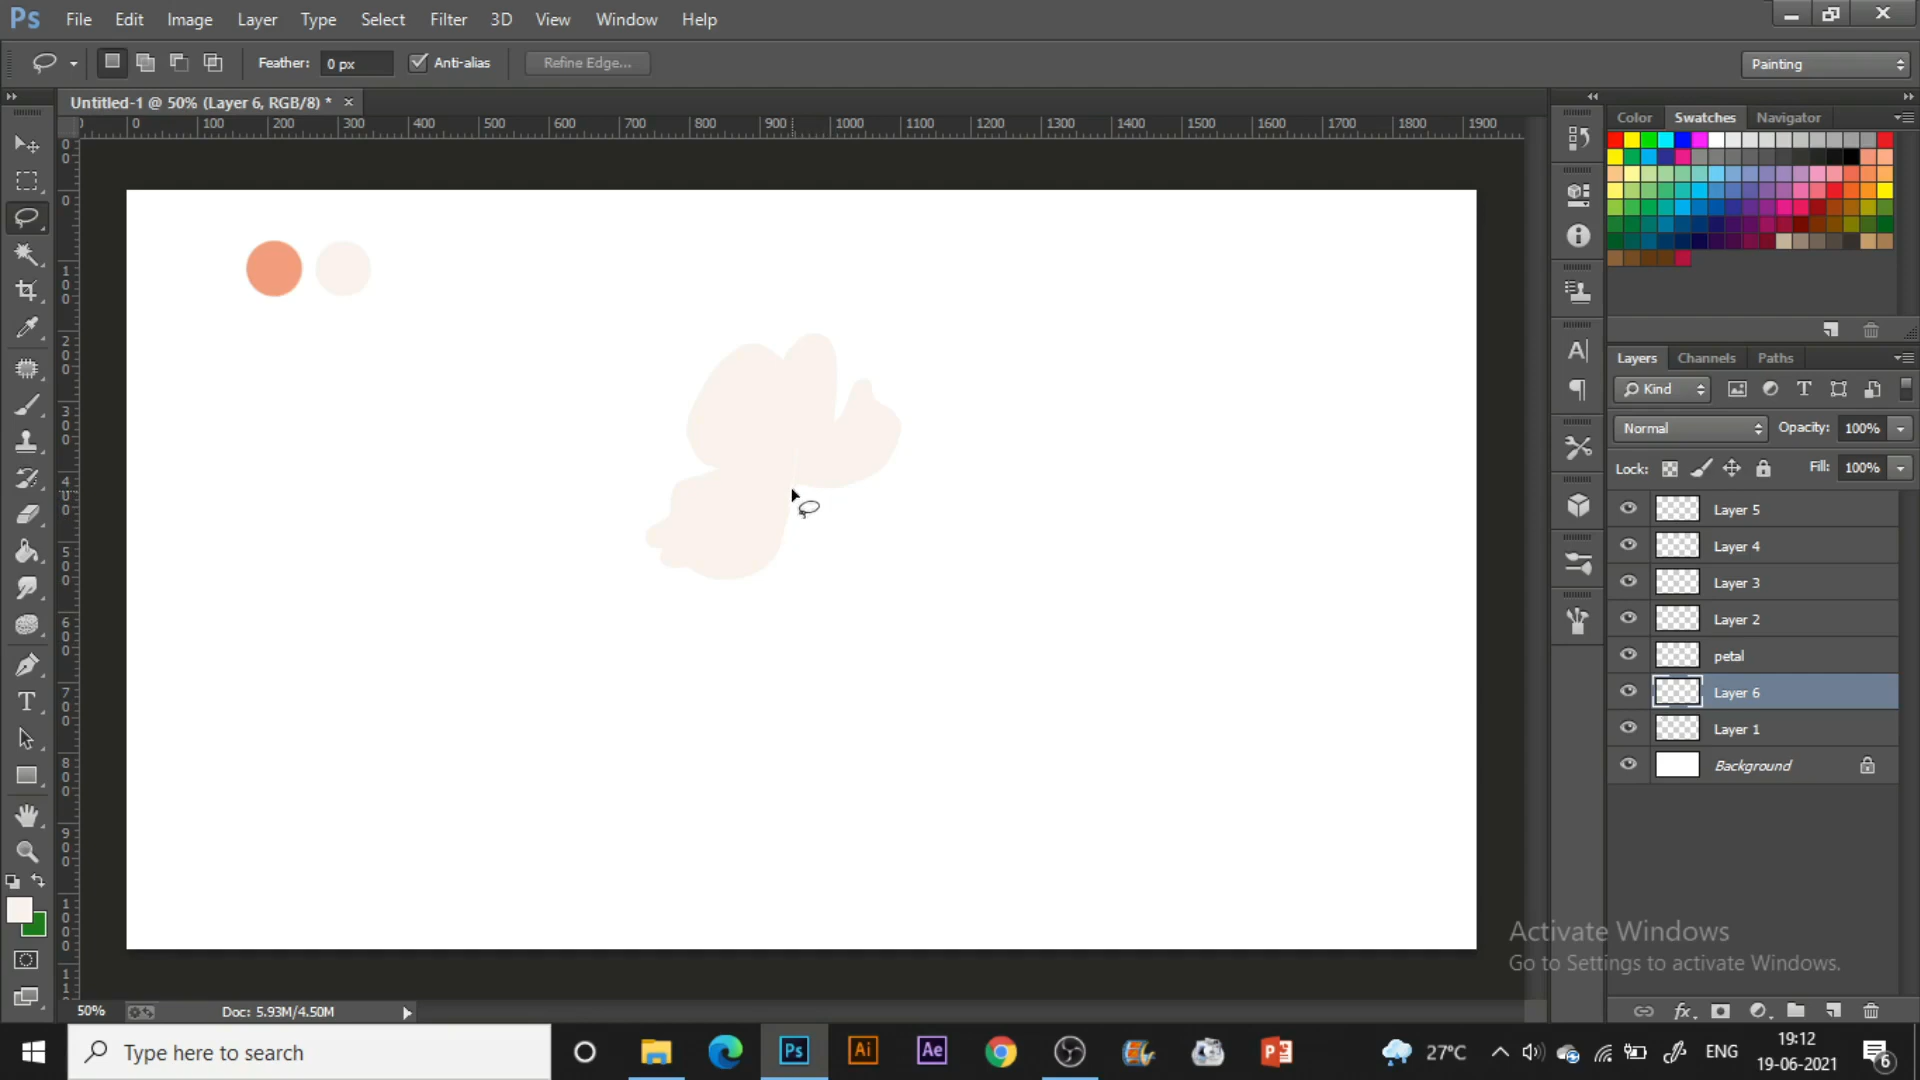 Ps File Edit Image Layer Type Select Filter 3D View Window Help
Feather: 0 px Anti-alias Refine Edge... Painting
Untitled-1 @ 50% (Layer 6, RGB/8) * ×
0 100 200 300 400 500 600 700 800 900 1000 1100 1200 1300 1400 1500 1600 1700 1800 1900
Color Swatches Navigator
Layers Channels Paths
Kind
Normal Opacity: 100%
Lock: Fill: 100%
Layer 5
Layer 4
Layer 3
Layer 2
petal
Layer 6
Layer 1
Background
Activate Windows
Go to Settings to activate Windows.
50% Doc: 5.93M/4.50M
Type here to search
Ps Ai Ae
27°C ENG
19:12
19-06-2021
6